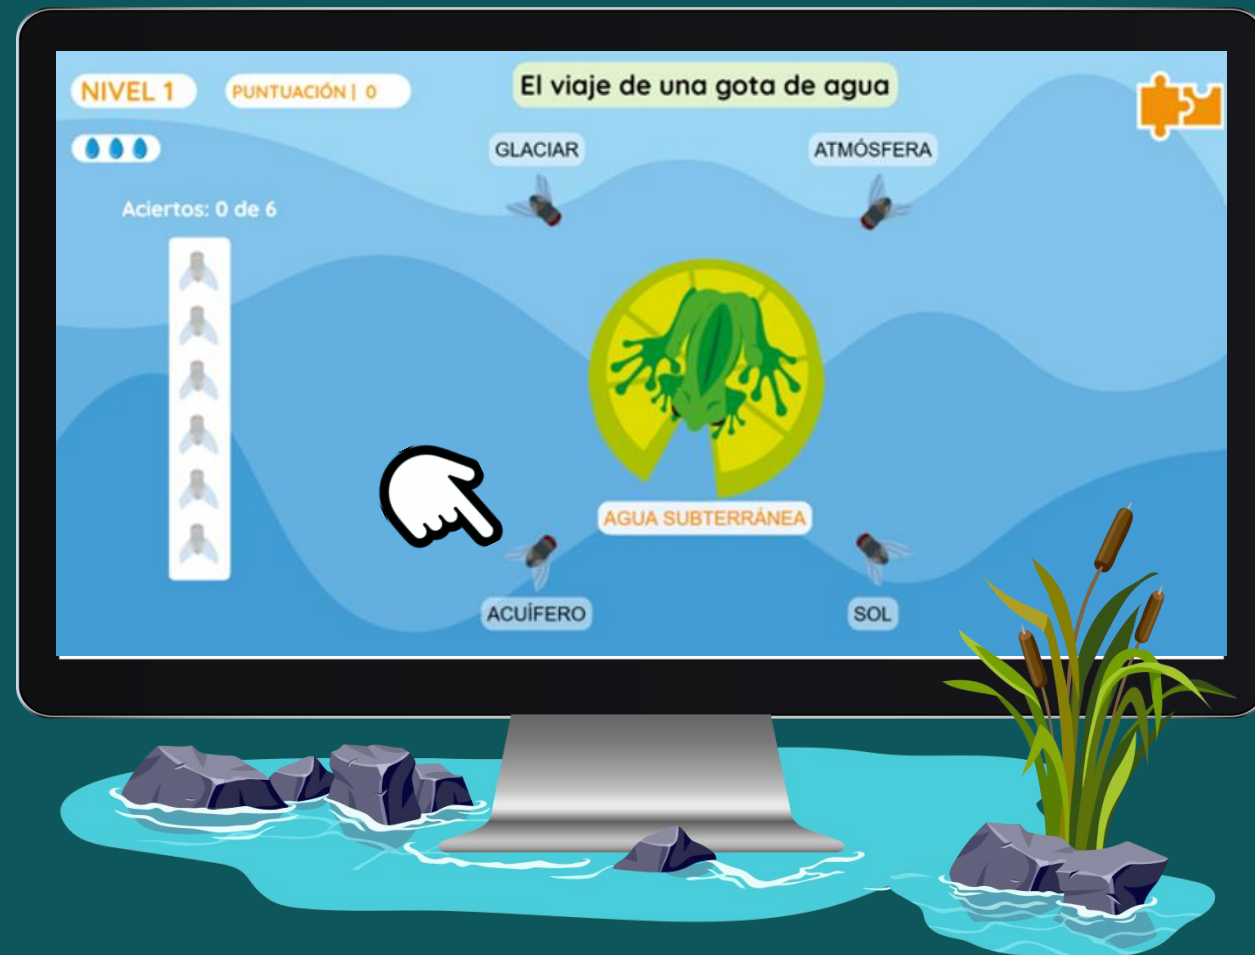 NIVEL 1
PUNTUACIÓN | 0
El viaje de una gota de agua
GLACIAR
ATMÓSFERA
Aciertos: 0 de 6
AGUA SUBTERRÁNEA
ACUÍFERO
SOL